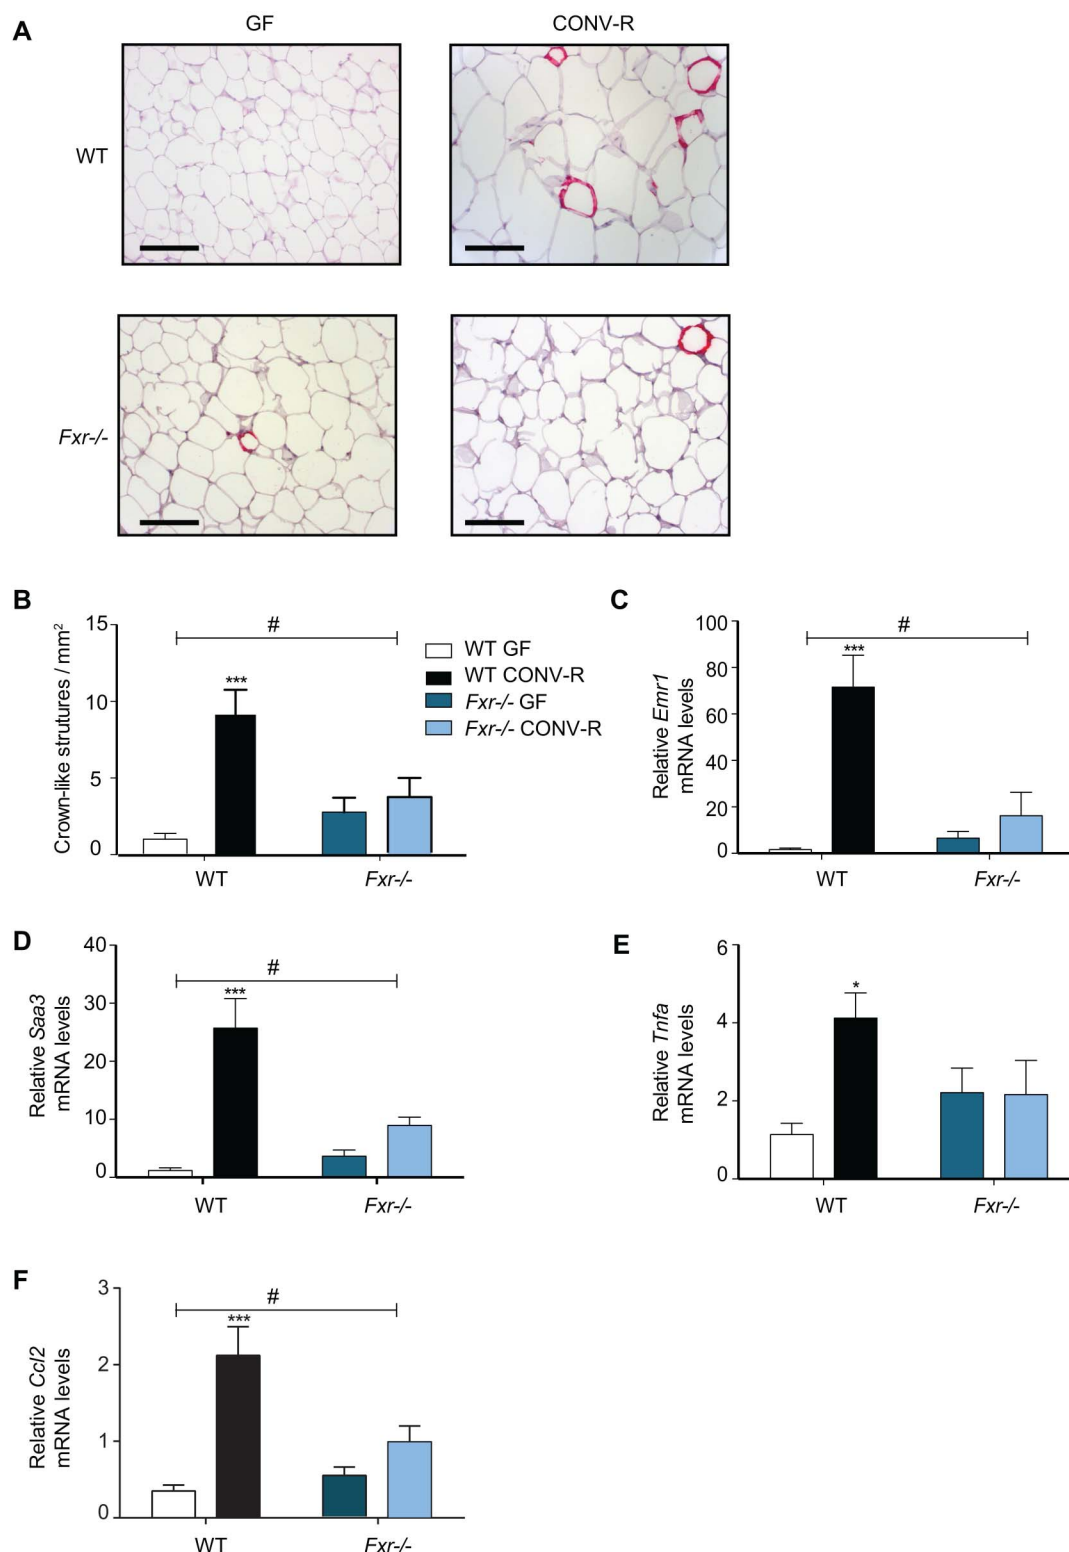 A
GF
CONV-R
WT
Fxr-/-
B
Crown-like strutures / mm2
15
10
5
0
#
***
WT
Fxr-/-
WT GF
WT CONV-R
Fxr-/- GF
Fxr-/- CONV-R
C
Relative Emr1
mRNA levels
100
80
60
40
20
0
#
***
WT
Fxr-/-
D
Relative Saa3
mRNA levels
40
30
20
10
0
#
***
WT
Fxr-/-
E
Relative Tnfa
mRNA levels
6
4
2
0
*
WT
Fxr-/-
F
Relative Ccl2
mRNA levels
3
2
1
0
#
***
WT
Fxr-/-